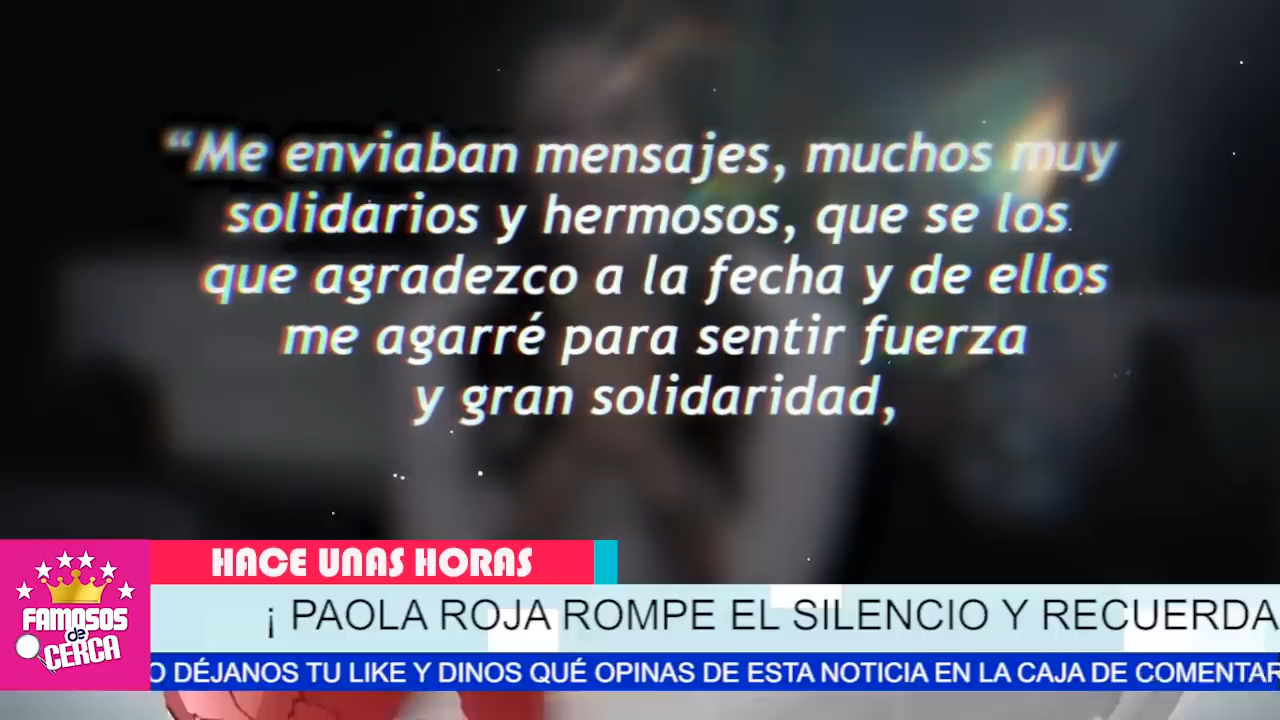 “Me enviaban mensajes, muchos muy
solidarios y hermosos, que se los
que agradezco a la fecha y de ellos
me agarré para sentir fuerza
y gran solidaridad,
HACE UNAS HORAS
FAMOSOS
de
CERCA
¡ PAOLA ROJA ROMPE EL SILENCIO Y RECUERDA
O DÉJANOS TU LIKE Y DINOS QUÉ OPINAS DE ESTA NOTICIA EN LA CAJA DE COMENTAR